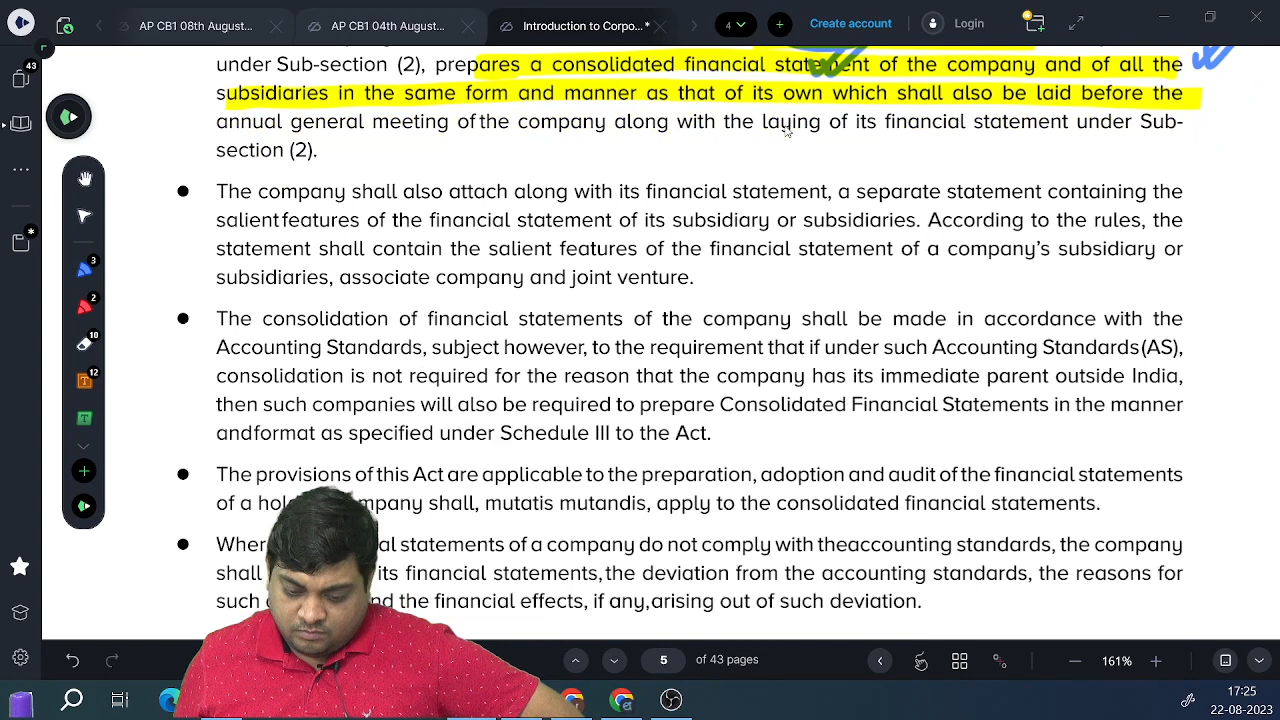 AP CB1 08th August...
AP CB1 04th August...
Introduction to Corpo...*
4
Create account
Login
43
under Sub-section (2), prepares a consolidated financial statement of the company and of all the
subsidiaries in the same form and manner as that of its own which shall also be laid before the
annual general meeting of the company along with the laying of its financial statement under Sub-
section (2).
● The company shall also attach along with its financial statement, a separate statement containing the
salient features of the financial statement of its subsidiary or subsidiaries. According to the rules, the
statement shall contain the salient features of the financial statement of a company's subsidiary or
subsidiaries, associate company and joint venture.
● The consolidation of financial statements of the company shall be made in accordance with the
Accounting Standards, subject however, to the requirement that if under such Accounting Standards (AS),
consolidation is not required for the reason that the company has its immediate parent outside India,
then such companies will also be required to prepare Consolidated Financial Statements in the manner
andformat as specified under Schedule III to the Act.
● The provisions of this Act are applicable to the preparation, adoption and audit of the financial statements
of a company shall, mutatis mutandis, apply to the consolidated financial statements.
● statements of a company do not comply with theaccounting standards, the company
shall its financial statements, the deviation from the accounting standards, the reasons for
such the financial effects, if any, arising out of such deviation.
3
2
10
12
5 of 43 pages
161%
17:25
22-08-2023